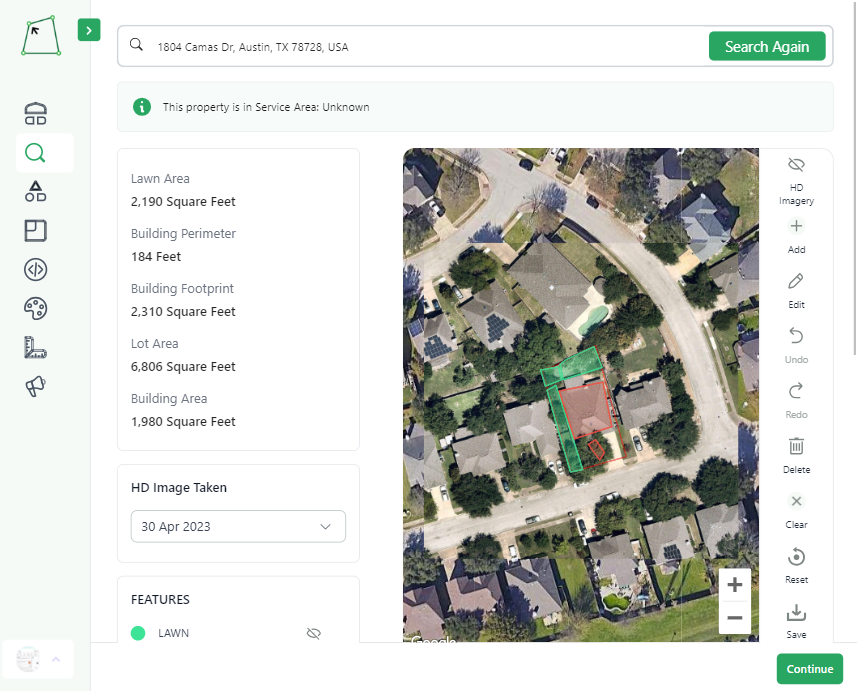 1804 Camas Dr, Austin, TX 78728, USA
Search Again
This property is in Service Area: Unknown
Lawn Area
2,190 Square Feet
Building Perimeter
184 Feet
Building Footprint
2,310 Square Feet
Lot Area
6,806 Square Feet
Building Area
1,980 Square Feet
HD Image Taken
30 Apr 2023
FEATURES
LAWN
HD
Imagery
Add
Edit
Undo
Redo
Delete
Clear
Reset
Save
Google
Continue